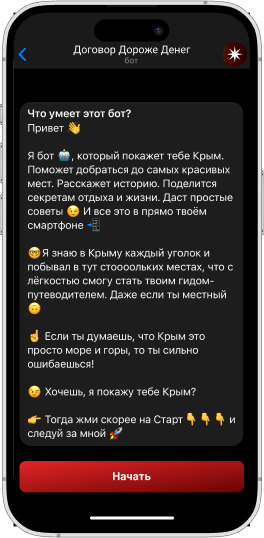 Договор Дороже Денег
бот
Что умеет этот бот?
Привет 👋
Я бот 🤖, который покажет тебе Крым.
Поможет добраться до самых красивых
мест. Расскажет историю. Поделится
секретам отдыха и жизни. Даст простые
советы 😉 И все это в прямо твоём
смартфоне 📲
🤓Я знаю в Крыму каждый уголок и
побывал в тут стоооольких местах, что с
лёгкостью смогу стать твоим гидом-
путеводителем. Даже если ты местный
🙃
☝️ Если ты думаешь, что Крым это
просто море и горы, то ты сильно
ошибаешься!
😉 Хочешь, я покажу тебе Крым?
👉 Тогда жми скорее на Старт👇👇👇 и
следуй за мной 🚀
Начать